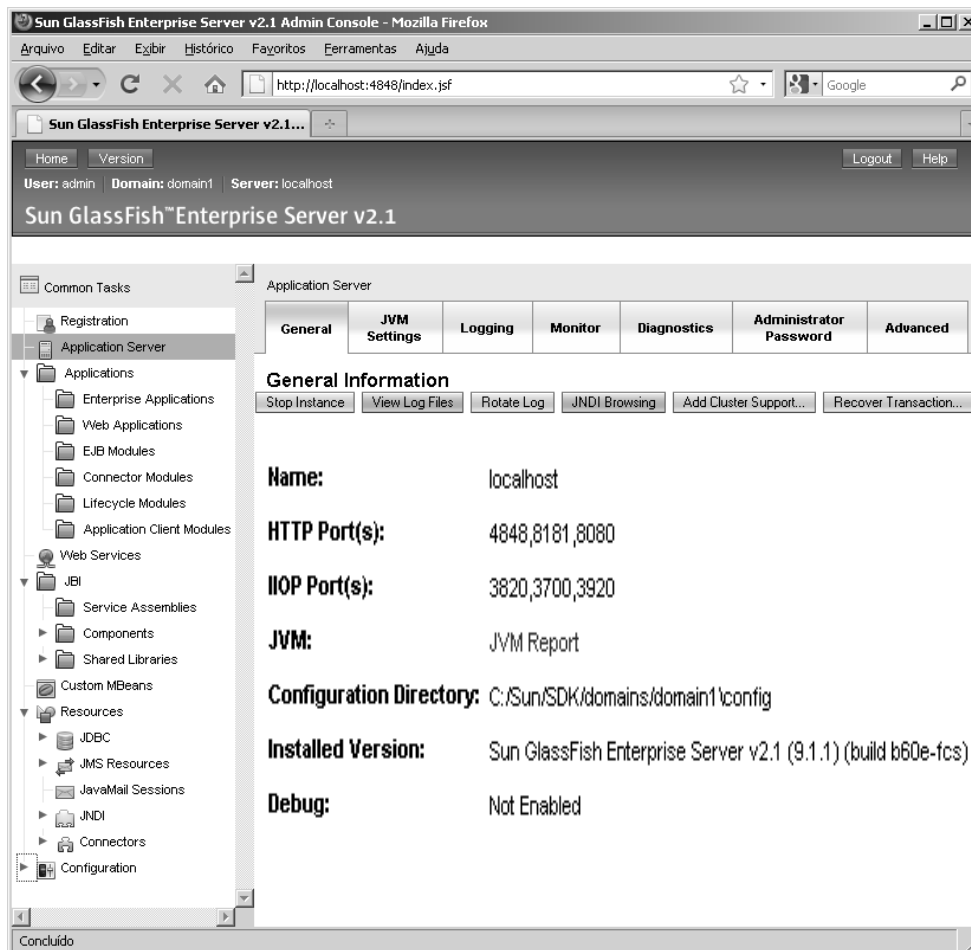 Sun GlassFish Enterprise Server v2.1 Admin Console - Mozilla Firefox
Arquivo Editar Exibir Histórico Favoritos Ferramentas Ajuda
http://localhost:4848/index.jsf Google
Sun GlassFish Enterprise Server v2.1...
Home Version Logout Help
User: admin Domain: domain1 Server: localhost
Sun GlassFish™ Enterprise Server v2.1
Common Tasks
Registration
Application Server
Applications
Enterprise Applications
Web Applications
EJB Modules
Connector Modules
Lifecycle Modules
Application Client Modules
Web Services
JBI
Service Assemblies
Components
Shared Libraries
Custom MBeans
Resources
JDBC
JMS Resources
JavaMail Sessions
JNDI
Connectors
Configuration
Application Server
General JVM Settings Logging Monitor Diagnostics Administrator Password Advanced
General Information
Stop Instance View Log Files Rotate Log JNDI Browsing Add Cluster Support... Recover Transaction...
Name: localhost
HTTP Port(s): 4848,8181,8080
IIOP Port(s): 3820,3700,3920
JVM: JVM Report
Configuration Directory: C:/Sun/SDK/domains/domain1\config
Installed Version: Sun GlassFish Enterprise Server v2.1 (9.1.1) (build b60e-fcs)
Debug: Not Enabled
Concluído